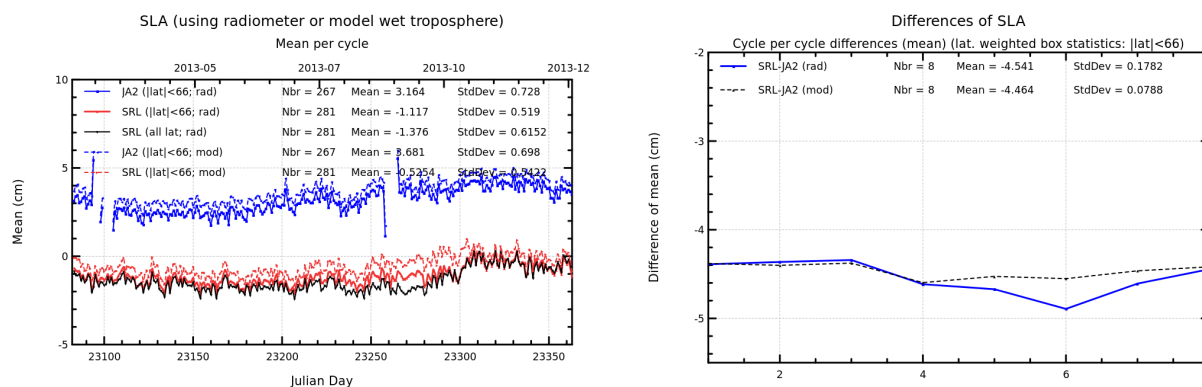 SLA (using radiometer or model wet troposphere)
Mean per cycle
2013-05 2013-07 2013-10 2013-12
10
JA2 (|lat|<66; rad) Nbr = 267 Mean = 3.164 StdDev = 0.728
SRL (|lat|<66; rad) Nbr = 281 Mean = -1.117 StdDev = 0.519
SRL (all lat; rad) Nbr = 281 Mean = -1.376 StdDev = 0.6152
JA2 (|lat|<66; mod) Nbr = 267 Mean = 3.681 StdDev = 0.698
SRL (|lat|<66; mod) Nbr = 281 Mean = -0.5254 StdDev = 0.5422
5
0
-5
Mean (cm)
23100 23150 23200 23250 23300 23350
Julian Day
Differences of SLA
Cycle per cycle differences (mean) (lat. weighted box statistics: |lat|<66)
-2
SRL-JA2 (rad) Nbr = 8 Mean = -4.541 StdDev = 0.1782
SRL-JA2 (mod) Nbr = 8 Mean = -4.464 StdDev = 0.0788
-3
-4
-5
Difference of mean (cm)
2 4 6